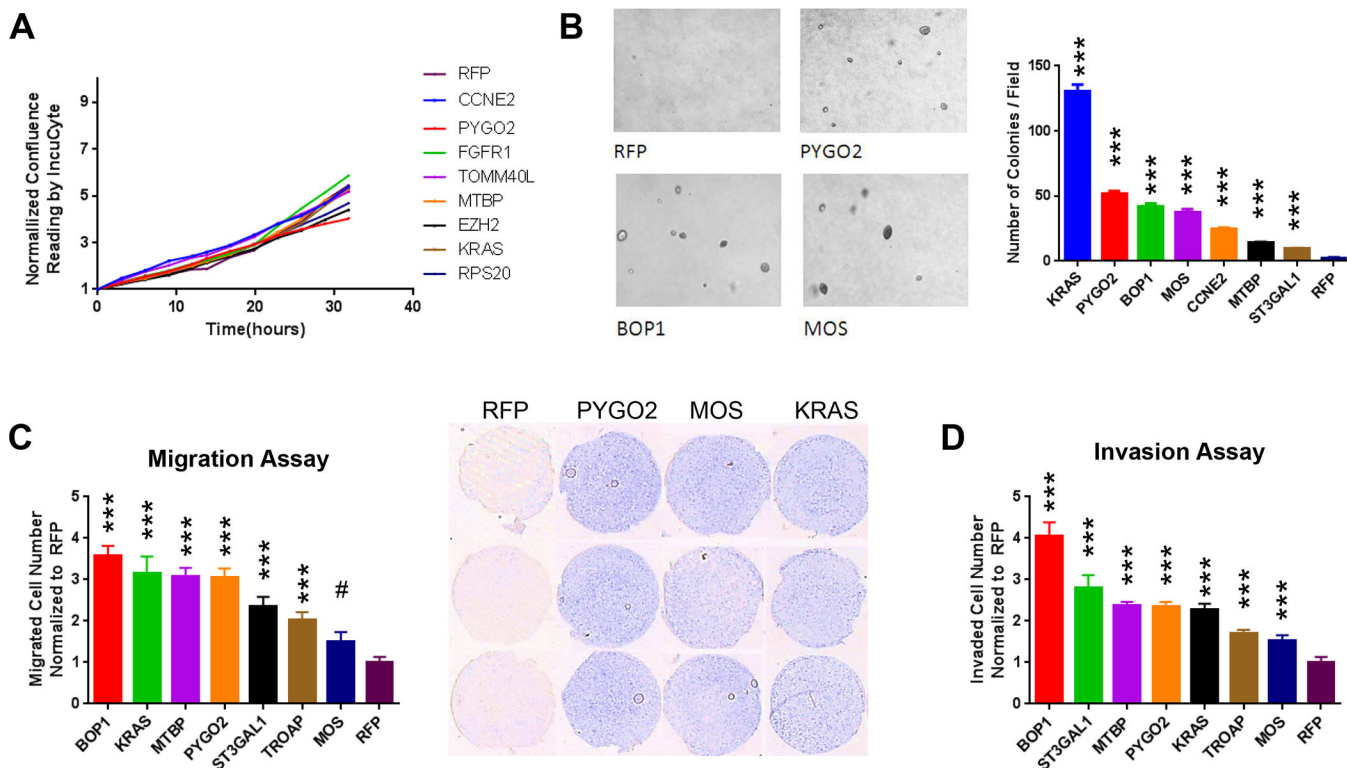 A
Normalized Confluence
Reading by IncuCyte
9
7
5
3
1
0
10
20
30
40
Time(hours)
RFP
CCNE2
PYGO2
FGFR1
TOMM40L
MTBP
EZH2
KRAS
RPS20
B
RFP
PYGO2
BOP1
MOS
Number of Colonies / Field
150
100
50
0
***
***
***
***
***
***
***
KRAS
PYGO2
BOP1
MOS
CCNE2
MTBP
ST3GAL1
RFP
C
Migration Assay
Migrated Cell Number
Normalized to RFP
5
4
3
2
1
0
***
***
***
***
***
***
#
BOP1
KRAS
MTBP
PYGO2
ST3GAL1
TROAP
MOS
RFP
RFP
PYGO2
MOS
KRAS
D
Invasion Assay
Invaded Cell Number
Normalized to RFP
5
4
3
2
1
0
***
***
***
***
***
***
***
BOP1
ST3GAL1
MTBP
PYGO2
KRAS
TROAP
MOS
RFP